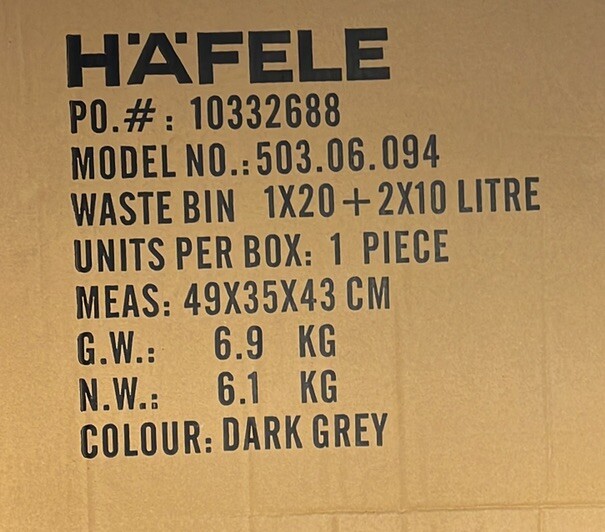 HÄFELE
PO.#: 10332688
MODEL NO.:503.06.094
WASTE BIN 1X20+2X10 LITRE
UNITS PER BOX: 1 PIECE
MEAS: 49X35X43 CM
G.W.: 6.9 KG
N.W.: 6.1 KG
COLOUR: DARK GREY